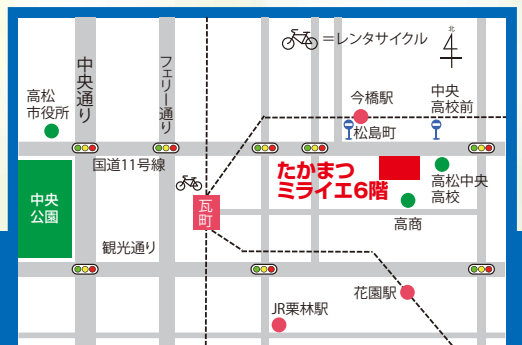 北
＝レンタサイクル
中央通り
フェリー通り
高松
市役所
今橋駅
中央
高校前
松島町
国道11号線
たかまつ
ミライエ6階
高松中央
高校
中央
公園
瓦町
高商
観光通り
花園駅
JR栗林駅